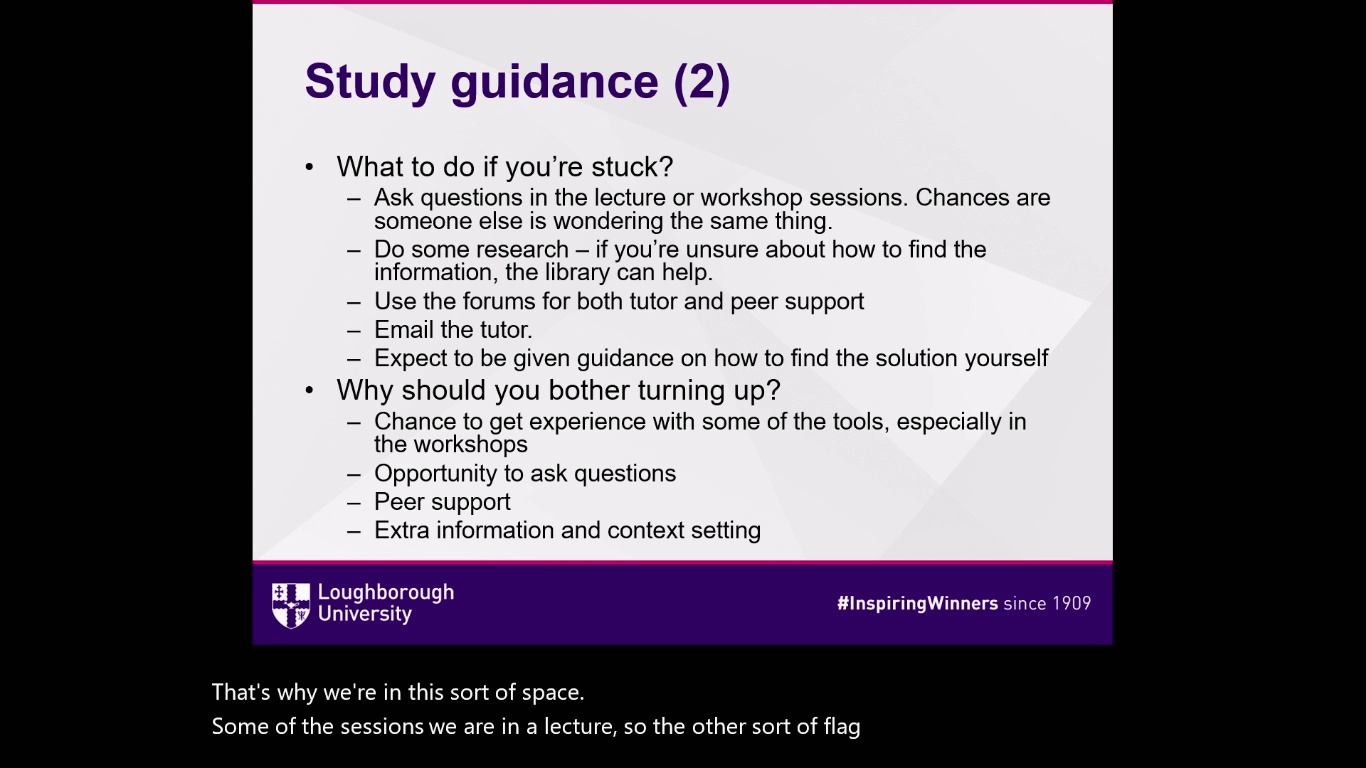 Study guidance (2)
• What to do if you’re stuck?
– Ask questions in the lecture or workshop sessions. Chances are
someone else is wondering the same thing.
– Do some research – if you’re unsure about how to find the
information, the library can help.
– Use the forums for both tutor and peer support
– Email the tutor.
– Expect to be given guidance on how to find the solution yourself
• Why should you bother turning up?
– Chance to get experience with some of the tools, especially in
the workshops
– Opportunity to ask questions
– Peer support
– Extra information and context setting
Loughborough
University
#InspiringWinners since 1909
That's why we're in this sort of space.
Some of the sessions we are in a lecture, so the other sort of flag